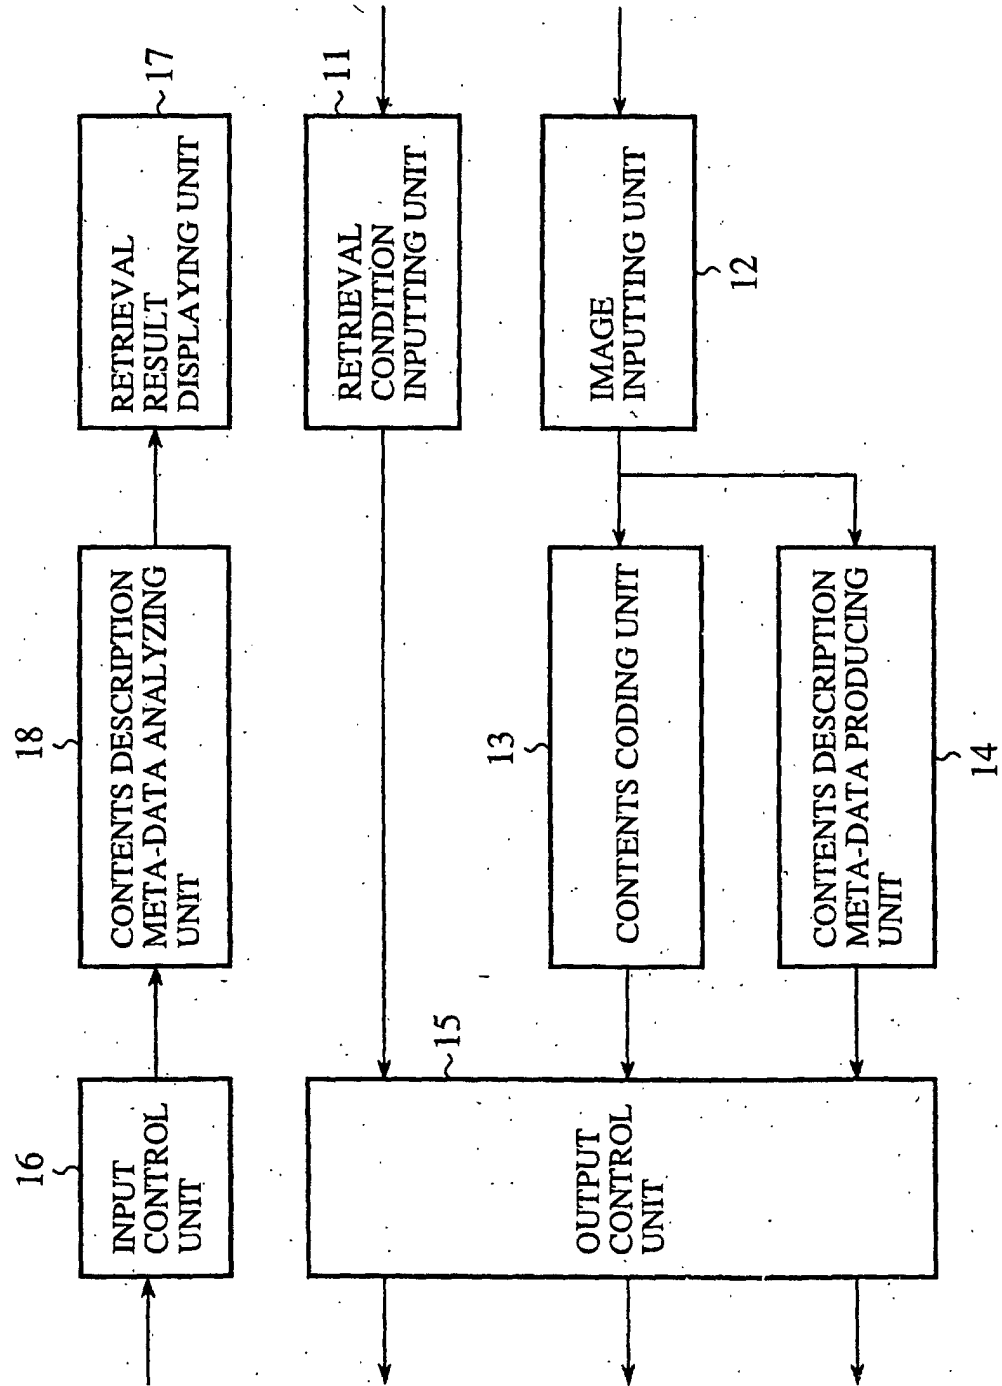 16
INPUT
CONTROL
UNIT
18
CONTENTS DESCRIPTION
META-DATA ANALYZING
UNIT
17
RETRIEVAL
RESULT
DISPLAYING UNIT
15
OUTPUT
CONTROL
UNIT
11
RETRIEVAL
CONDITION
INPUTTING UNIT
13
CONTENTS CODING UNIT
IMAGE
INPUTTING UNIT
12
CONTENTS DESCRIPTION
META-DATA PRODUCING
UNIT
14